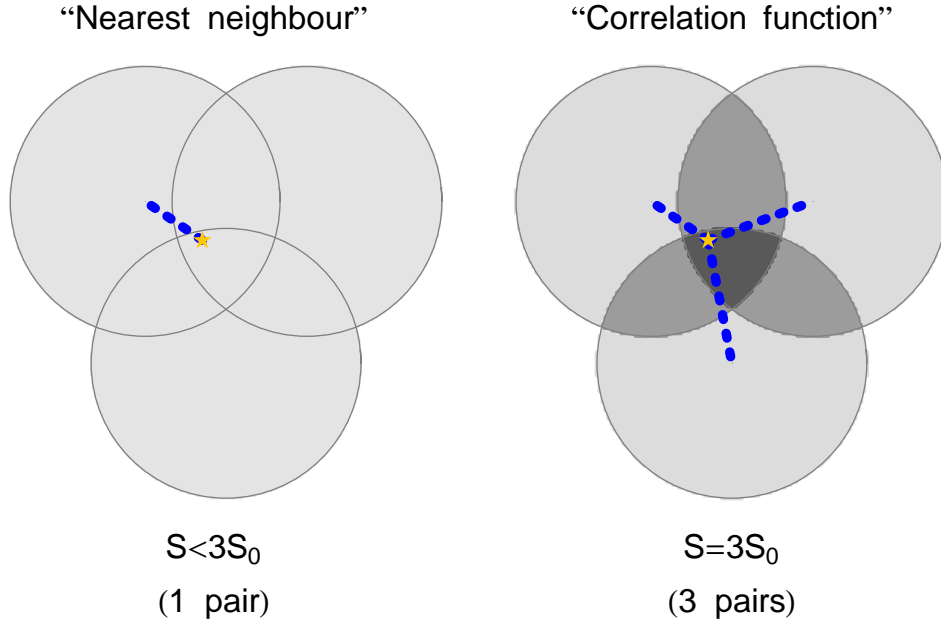 “Nearest neighbour”
“Correlation function”
S<3S₀
(1 pair)
S=3S₀
(3 pairs)